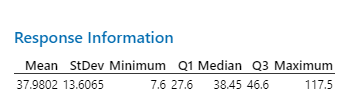 Response Information
Mean StDev Minimum Q1 Median Q3 Maximum
37.9802 13.6065 7.6 27.6 38.45 46.6 117.5